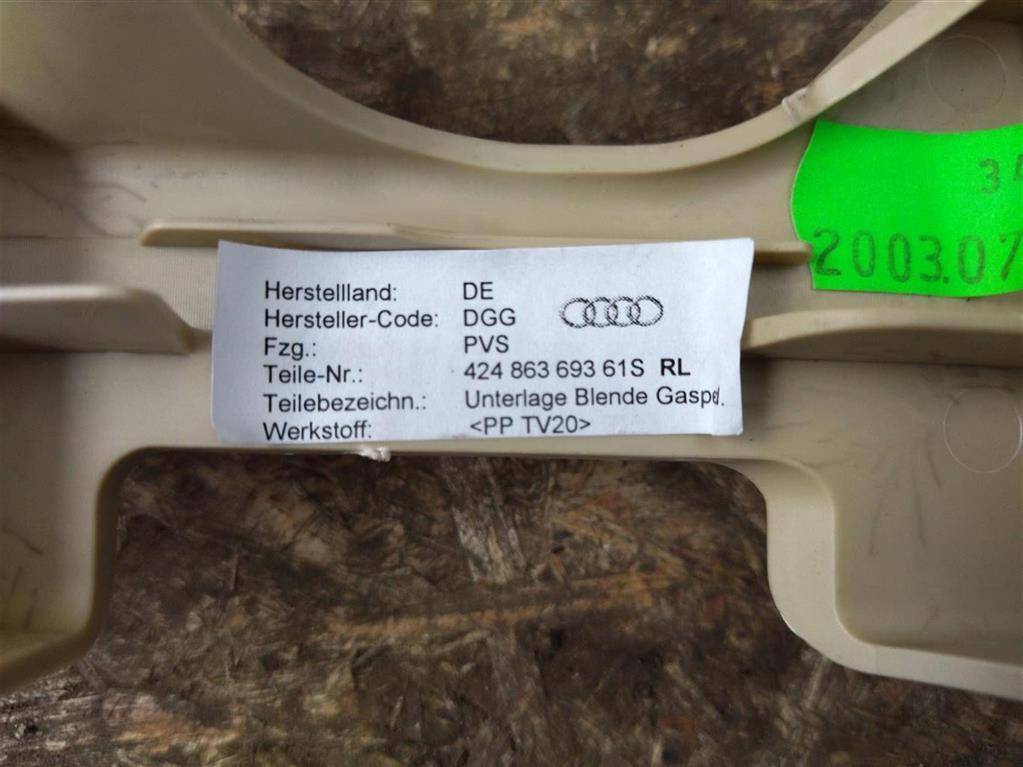 Herstellland: DE
Hersteller-Code: DGG
Fzg.: PVS
Teile-Nr.: 424 863 693 61S RL
Teilebezeichn.: Unterlage Blende Gasped.
Werkstoff: <PP TV20>
2003.07